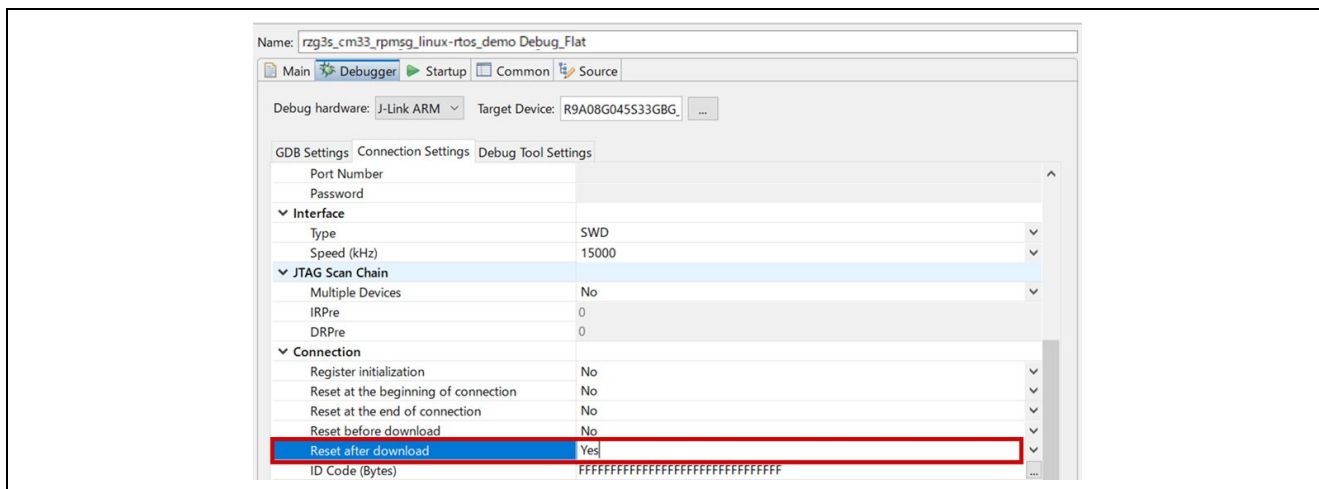 Name: rzg3s_cm33_rpmsg_linux-rtos_demo Debug_Flat
Main Debugger Startup Common Source
Debug hardware: J-Link ARM Target Device: R9A08G045S33GBG_ ...
GDB Settings Connection Settings Debug Tool Settings
Port Number
Password
Interface
Type SWD
Speed (kHz) 15000
JTAG Scan Chain
Multiple Devices No
IRPre 0
DRPre 0
Connection
Register initialization No
Reset at the beginning of connection No
Reset at the end of connection No
Reset before download No
Reset after download Yes
ID Code (Bytes) FFFFFFFFFFFFFFFFFFFFFFFFFFFFFFFF ...